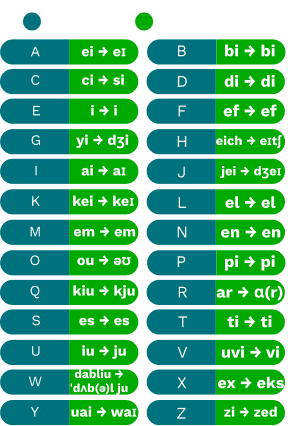 A ei → eɪ B bi → bi
C ci → si D di → di
E i → i F ef → ef
G yi → dʒi H eich → eɪtʃ
I ai → aɪ J jei → dʒeɪ
K kei → keɪ L el → el
M em → em N en → en
O ou → əʊ P pi → pi
Q kiu → kju R ar → ɑ(r)
S es → es T ti → ti
U iu → ju V uvi → vi
W dabliu →
'dʌb(ə)l ju X ex → eks
Y uai → waɪ Z zi → zed